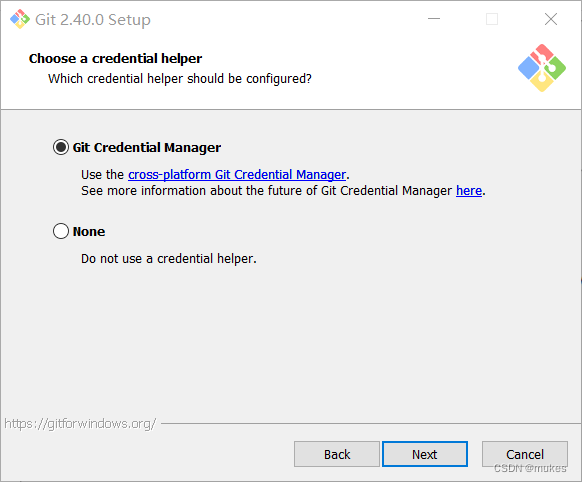 Git 2.40.0 Setup
Choose a credential helper
Which credential helper should be configured?
Git Credential Manager
Use the cross-platform Git Credential Manager.
See more information about the future of Git Credential Manager here.
None
Do not use a credential helper.
https://gitforwindows.org/
Back Next Cancel
CSDN @mukes